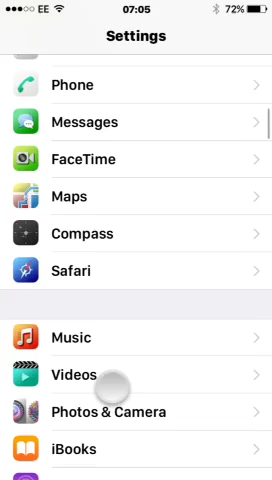 EE 07:05 72%
Settings
Phone
Messages
FaceTime
Maps
Compass
Safari
Music
Videos
Photos & Camera
iBooks